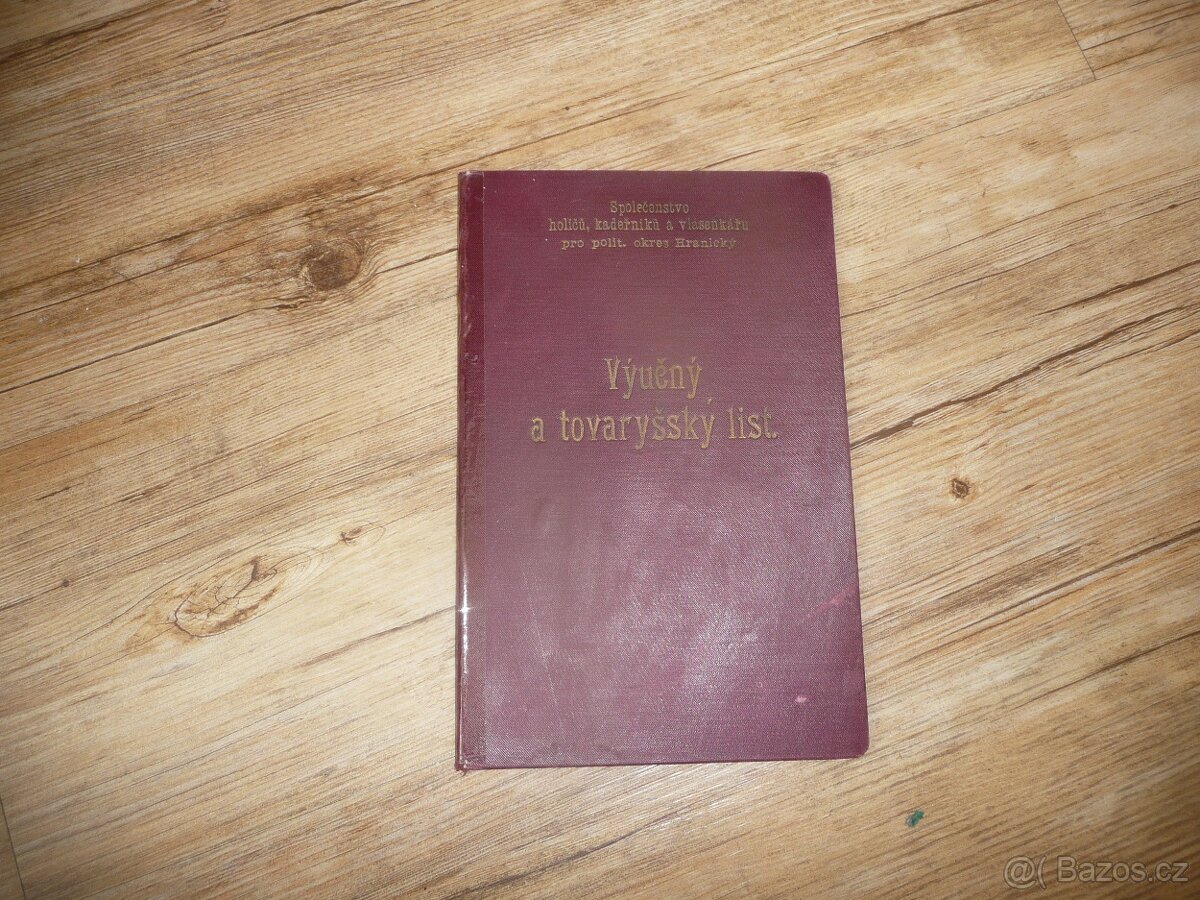 Společenstvo
holičů, kadeřníků a vlasenkářů
pro polit. okres Hranický
Výučný
a tovaryšský list.
@( Bazos.cz